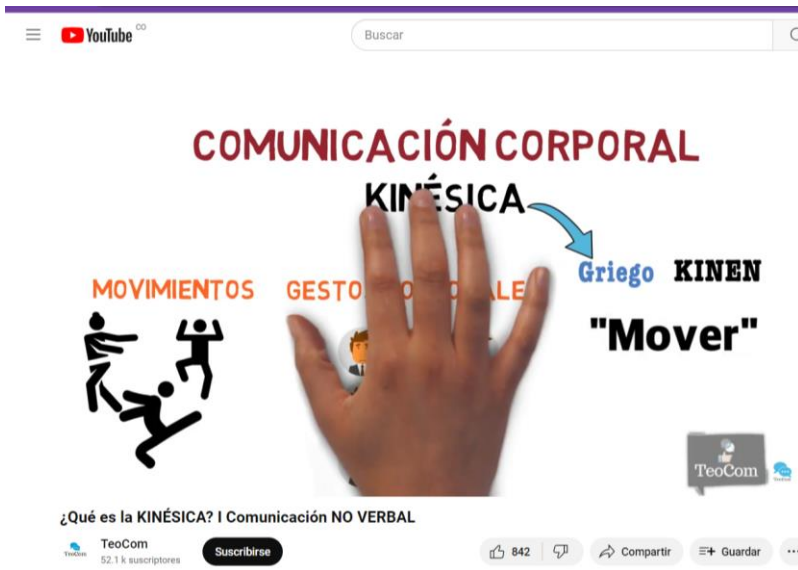 YouTube CO
Buscar
COMUNICACIÓN CORPORAL
KINÉSICA
Griego KINEN
MOVIMIENTOS
"Mover"
TeoCom
¿Qué es la KINÉSICA? I Comunicación NO VERBAL
TeoCom
52.1 k suscriptores
Suscribirse
842
Compartir
Guardar